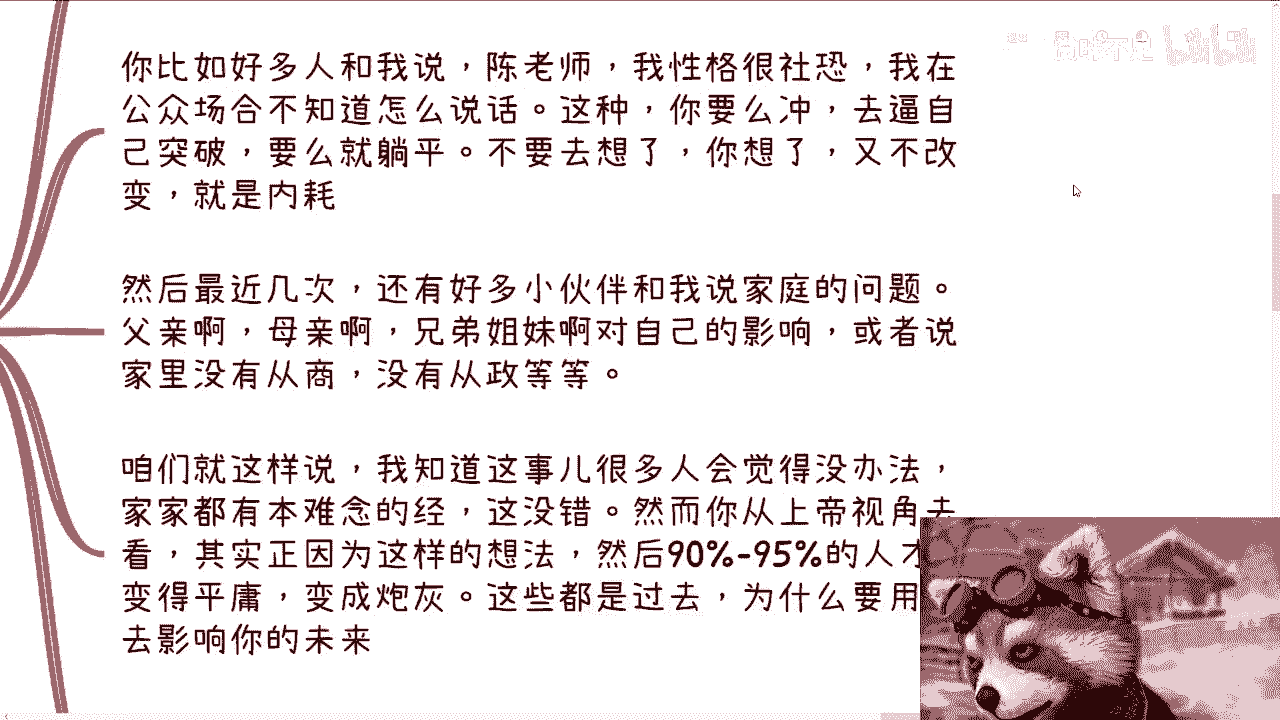 你比如好多人和我说，陈老师，我性格很社恐，我在
公众场合不知道怎么说话。这种，你要么冲，去逼自
己突破，要么就躺平。不要去想了，你想了，又不改
变，就是内耗
然后最近几次，还有好多小伙伴和我说家庭的问题。
父亲啊，母亲啊，兄弟姐妹啊对自己的影响，或者说
家里没有从商，没有从政等等。
咱们就这样说，我知道这事儿很多人会觉得没办法，
家家都有本难念的经，这没错。然而你从上帝视角去
看，其实正因为这样的想法，然后90%-95%的人才
变得平庸，变成炮灰。这些都是过去，为什么要用
去影响你的未来
bilibili